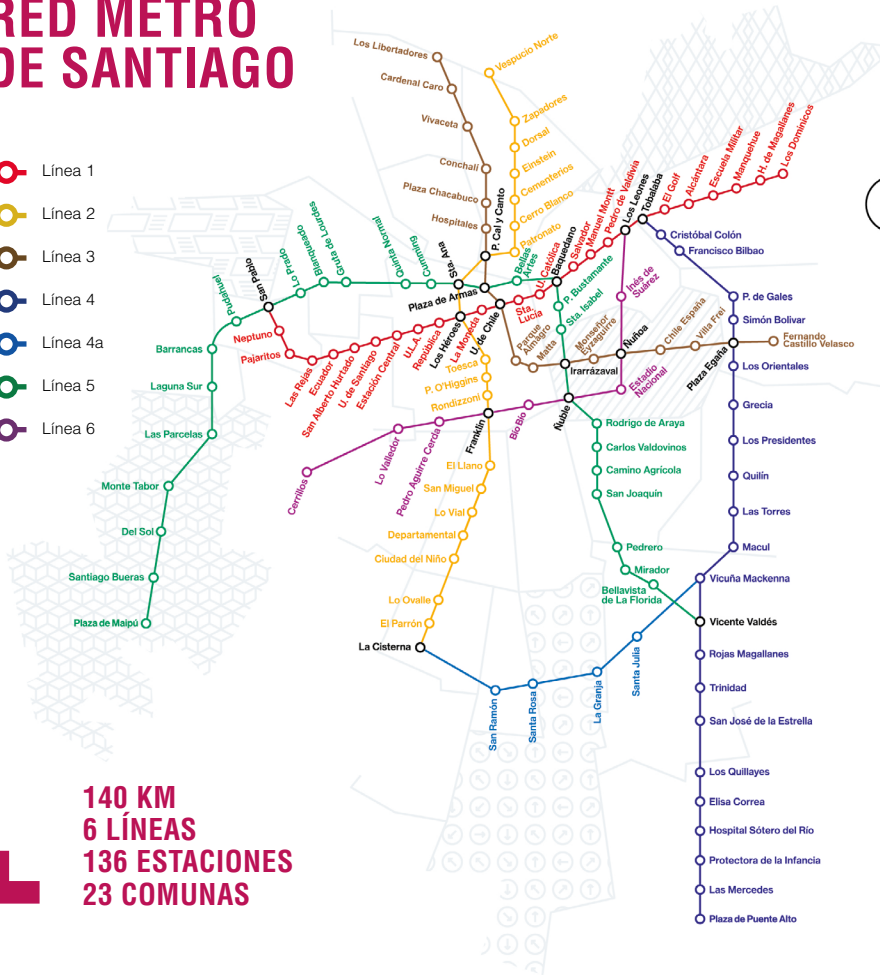 RED METRO
DE SANTIAGO
Línea 1
Línea 2
Línea 3
Línea 4
Línea 4a
Línea 5
Línea 6
Los Libertadores
Cardenal Caro
Vivaceta
Conchalí
Plaza Chacabuco
Hospitales
Vespucio Norte
Zapadores
Dorsal
Einstein
Cementerios
Cerro Blanco
Patronato
P. Cal y Canto
Sta. Ana
Plaza de Armas
Bellas
Artes
Baquedano
Pudahuel
San Pablo
Lo Prado
Blanqueado
Gruta de Lourdes
Quinta Normal
Cumming
Barrancas
Laguna Sur
Las Parcelas
Monte Tabor
Del Sol
Santiago Bueras
Plaza de Maipú
Neptuno
Pajaritos
Las Rejas
Ecuador
San Alberto Hurtado
U. de Santiago
Estación Central
U.L.A.
República
Los Héroes
La Moneda
U. de Chile
Sta.
Lucía
U. Católica
Salvador
Manuel Montt
Pedro de Valdivia
Los Leones
Tobalaba
El Golf
Alcántara
Escuela Militar
Manquehue
H. de Magallanes
Los Domínicos
Cristóbal Colón
Francisco Bilbao
P. de Gales
Simón Bolivar
Plaza Egaña
Fernando
Castillo Velasco
Los Orientales
Grecia
Los Presidentes
Quilín
Las Torres
Macul
Vicuña Mackenna
Vicente Valdés
Rojas Magallanes
Trinidad
San José de la Estrella
Los Quillayes
Elisa Correa
Hospital Sótero del Río
Protectora de la Infancia
Las Mercedes
Plaza de Puente Alto
P. Bustamante
Sta. Isabel
Inés de
Suárez
Parque
Almagro
Matta
Monseñor
Eyzaguirre
Irarrázaval
Ñuñoa
Chile España
Villa Frei
Estadio
Nacional
Ñuble
Bío Bío
Franklin
Pedro Aguirre Cerda
Lo Valledor
Cerrillos
Toesca
P. O'Higgins
Rondizzoni
El Llano
San Miguel
Lo Vial
Departamental
Ciudad del Niño
Lo Ovalle
El Parrón
La Cisterna
Rodrigo de Araya
Carlos Valdovinos
Camino Agrícola
San Joaquín
Pedrero
Mirador
Bellavista
de La Florida
San Ramón
Santa Rosa
La Granja
Santa Julia
140 KM
6 LÍNEAS
136 ESTACIONES
23 COMUNAS